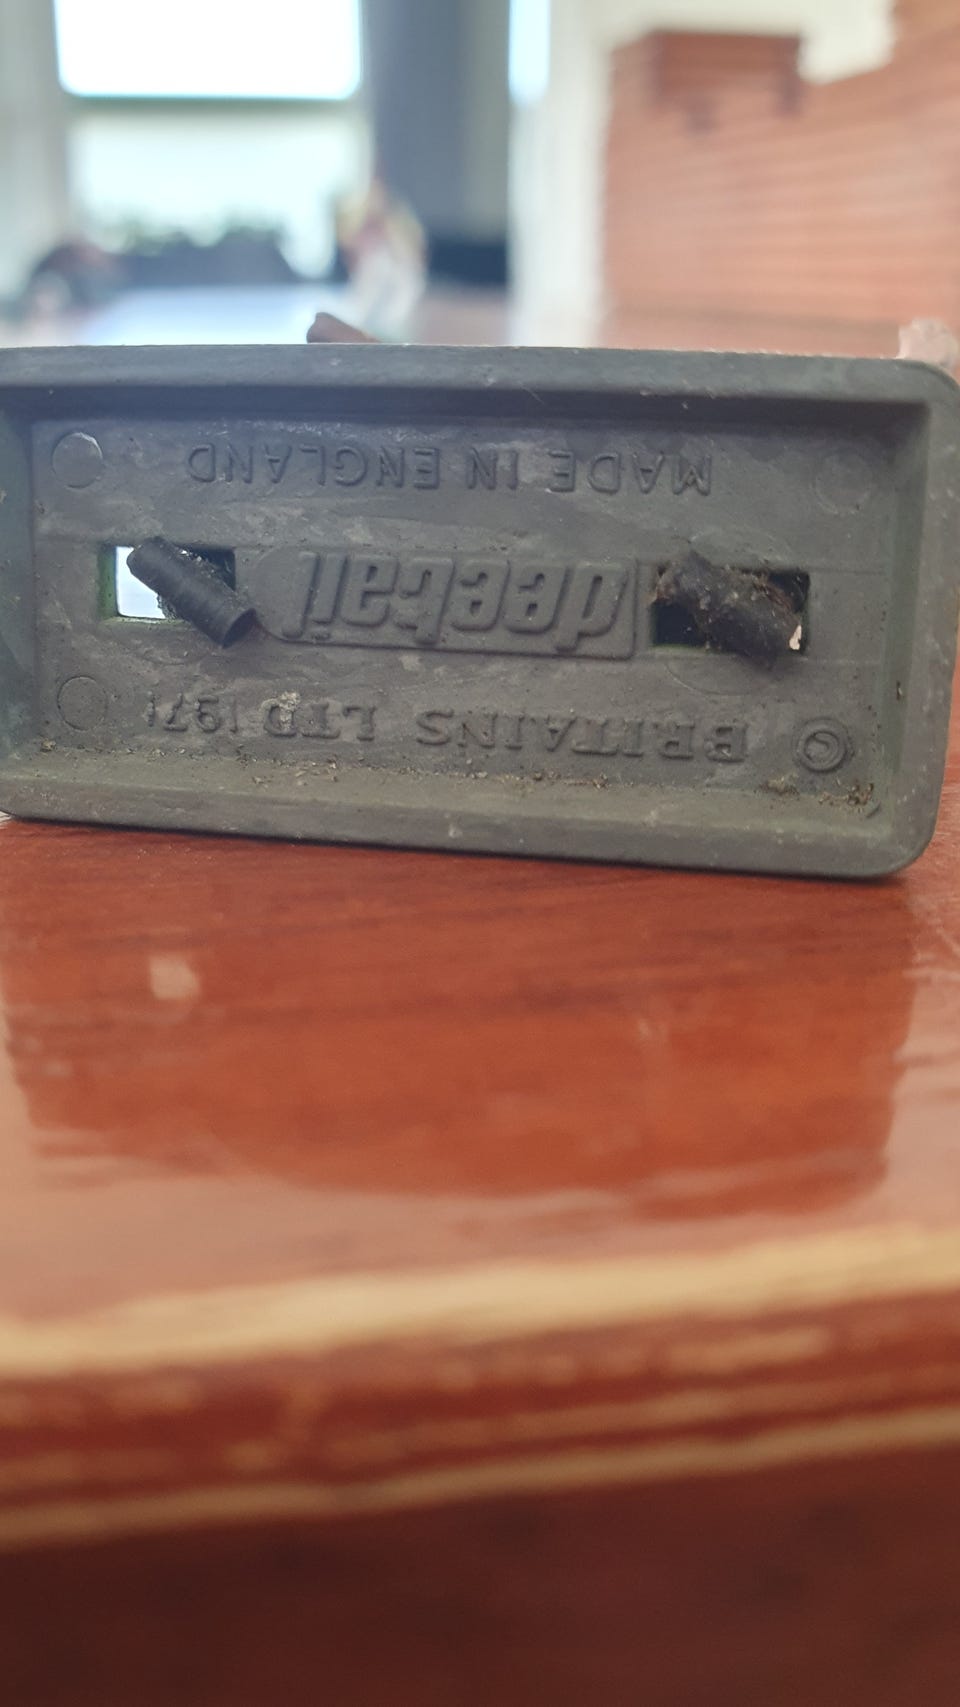 © BRITAINS LTD 1971
deetail
MADE IN ENGLAND